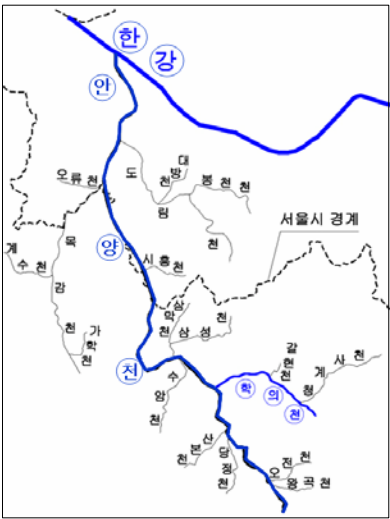 한강
안양천
오류천
도림천
대방천
봉천천
서울시 경계
목감천
계수천
시흥천
가학천
삼막천
삼성천
수암천
갈현천
청계사천
학의천
산본천
당정천
오전천
왕곡천